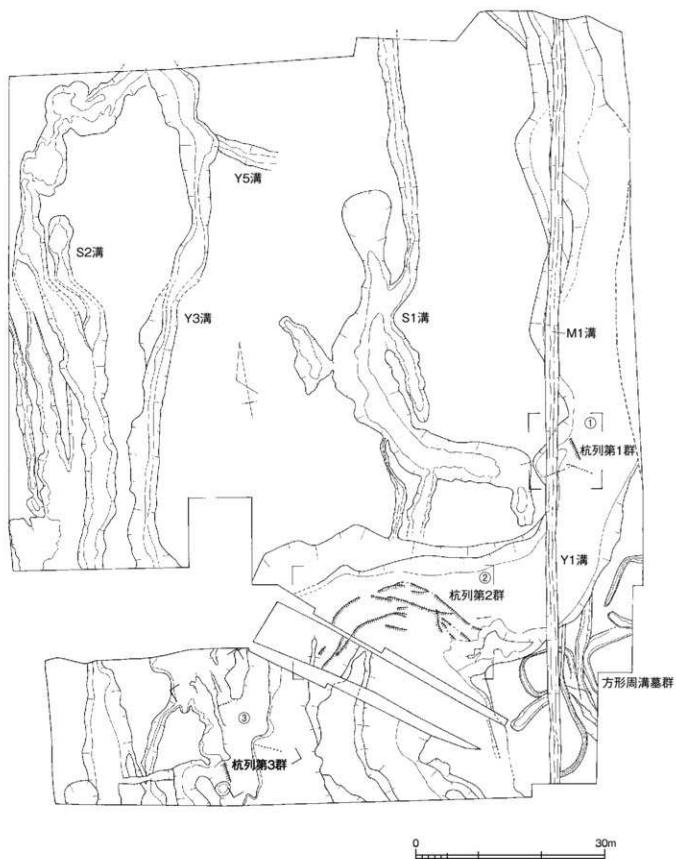 Y5溝
S2溝
Y3溝
S1溝
M1溝
①
杭列第1群
Y1溝
②
杭列第2群
方形周溝墓群
③
杭列第3群
0 30m